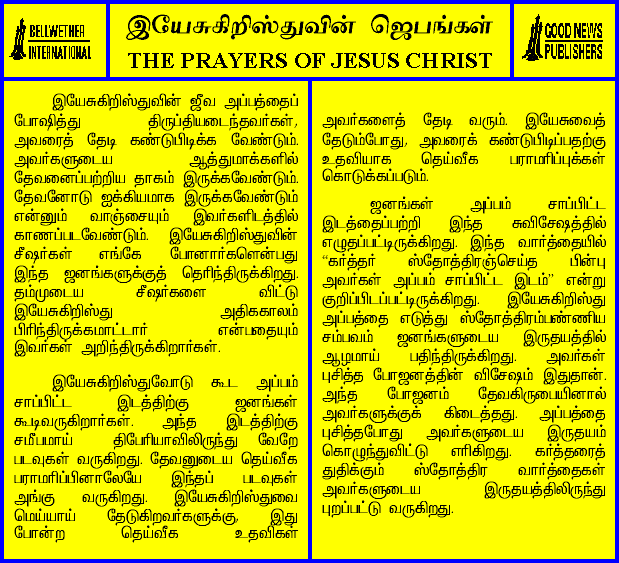 BELLWETHER
INTERNATIONAL
இயேசுகிறிஸ்துவின் ஜெபங்கள்
THE PRAYERS OF JESUS CHRIST
GOOD NEWS
PUBLISHERS
இயேசுகிறிஸ்துவின் ஜீவ அப்பத்தைப்
போஷித்து திருப்தியடைந்தவர்கள்,
அவரைத் தேடி கண்டுபிடிக்க வேண்டும்.
அவர்களுடைய ஆத்துமாக்களில்
தேவனைப்பற்றிய தாகம் இருக்கவேண்டும்.
தேவனோடு ஐக்கியமாக இருக்கவேண்டும்
என்னும் வாஞ்சையும் இவர்களிடத்தில்
காணப்படவேண்டும். இயேசுகிறிஸ்துவின்
சீஷர்கள் எங்கே போனார்களென்பது
இந்த ஜனங்களுக்குத் தெரிந்திருக்கிறது.
தம்முடைய சீஷர்களை விட்டு
இயேசுகிறிஸ்து அதிககாலம்
பிரிந்திருக்கமாட்டார் என்பதையும்
இவர்கள் அறிந்திருக்கிறார்கள்.
இயேசுகிறிஸ்துவோடு கூட அப்பம்
சாப்பிட்ட இடத்திற்கு ஜனங்கள்
கூடிவருகிறார்கள். அந்த இடத்திற்கு
சமீபமாய் திபேரியாவிலிருந்து வேறே
படவுகள் வருகிறது. தேவனுடைய தெய்வீக
பராமரிப்பினாலேயே இந்தப் படவுகள்
அங்கு வருகிறது. இயேசுகிறிஸ்துவை
மெய்யாய் தேடுகிறவர்களுக்கு, இது
போன்ற தெய்வீக உதவிகள்
அவர்களைத் தேடி வரும். இயேசுவைத்
தேடும்போது, அவரைக் கண்டுபிடிப்பதற்கு
உதவியாக தெய்வீக பராமரிப்புக்கள்
கொடுக்கப்படும்.
ஜனங்கள் அப்பம் சாப்பிட்ட
இடத்தைப்பற்றி இந்த சுவிசேஷத்தில்
எழுதப்பட்டிருக்கிறது. இந்த வார்த்தையில்
“கர்த்தர் ஸ்தோத்திரஞ்செய்த பின்பு
அவர்கள் அப்பம் சாப்பிட்ட இடம்” என்று
குறிப்பிடப்பட்டிருக்கிறது. இயேசுகிறிஸ்து
அப்பத்தை எடுத்து ஸ்தோத்திரம்பண்ணிய
சம்பவம் ஜனங்களுடைய இருதயத்தில்
ஆழமாய் பதிந்திருக்கிறது. அவர்கள்
புசித்த போஜனத்தின் விசேஷம் இதுதான்.
அந்த போஜனம் தேவகிருபையினால்
அவர்களுக்குக் கிடைத்தது. அப்பத்தை
புசித்தபோது அவர்களுடைய இருதயம்
கொழுந்துவிட்டு எரிகிறது. கர்த்தரைத்
துதிக்கும் ஸ்தோத்திர வார்த்தைகள்
அவர்களுடைய இருதயத்திலிருந்து
புறப்பட்டு வருகிறது.